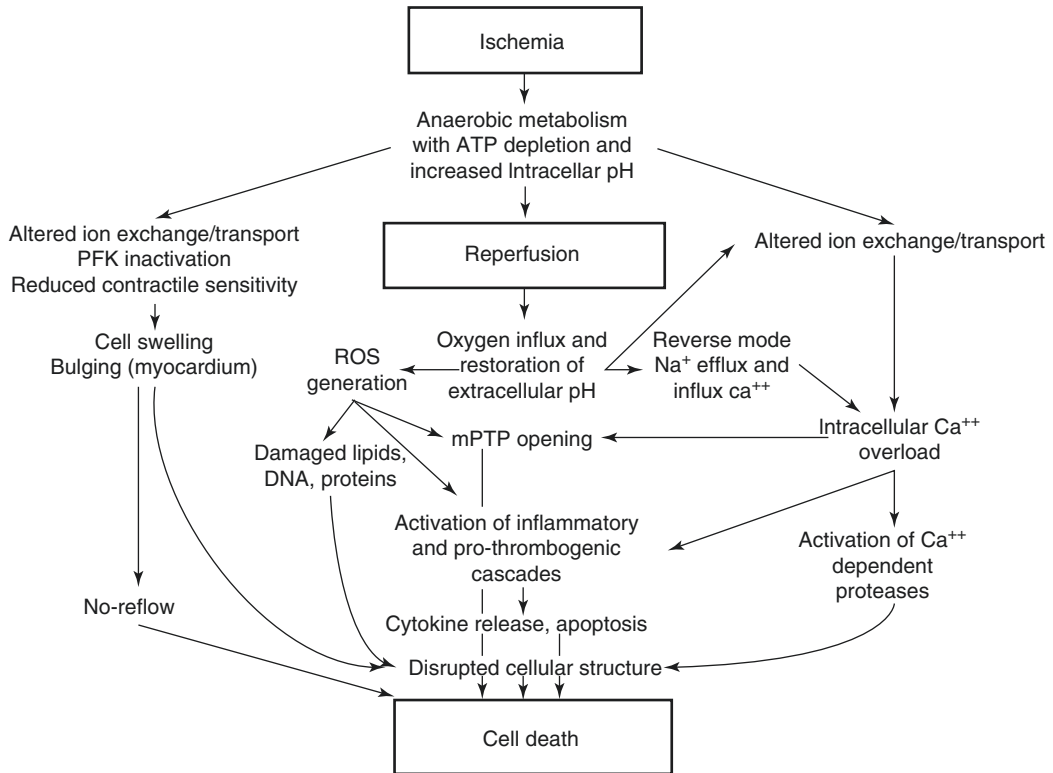 Ischemia
Anaerobic metabolism
with ATP depletion and
increased Intracellar pH
Altered ion exchange/transport
PFK inactivation
Reduced contractile sensitivity
Reperfusion
Altered ion exchange/transport
Cell swelling
Bulging (myocardium)
ROS
generation
Oxygen influx and
restoration of
extracellular pH
Reverse mode
Na⁺ efflux and
influx ca⁺⁺
Damaged lipids,
DNA, proteins
mPTP opening
Intracellular Ca⁺⁺
overload
Activation of inflammatory
and pro-thrombogenic
cascades
Activation of Ca⁺⁺
dependent
proteases
No-reflow
Cytokine release, apoptosis
Disrupted cellular structure
Cell death